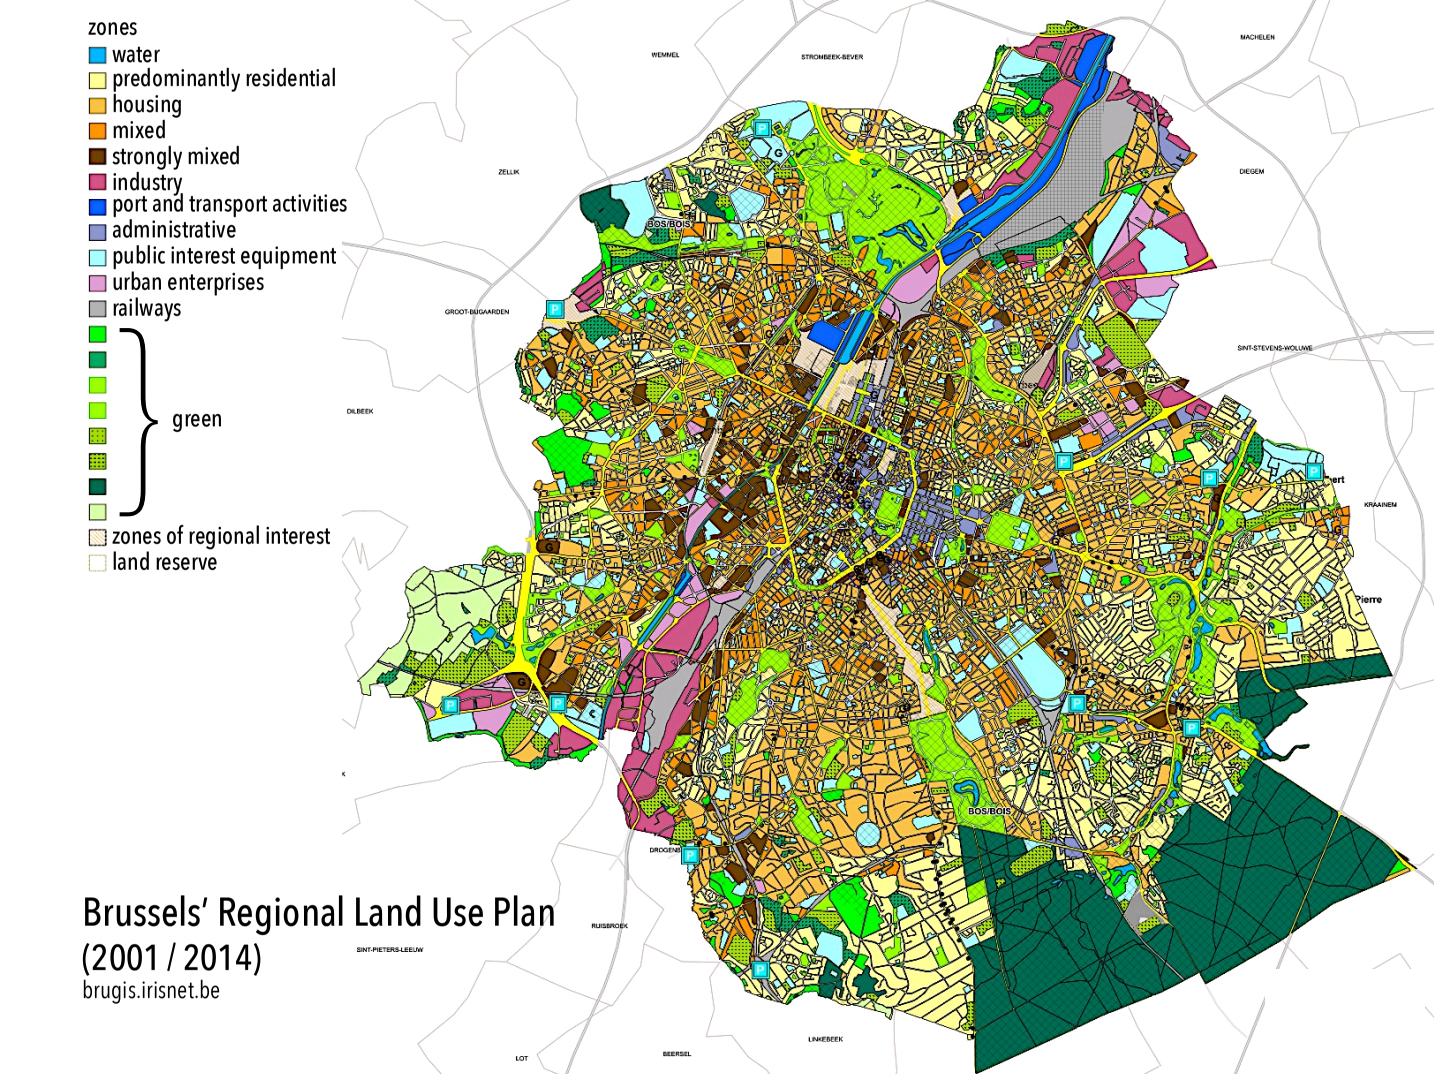 zones
water
predominantly residential
housing
mixed
strongly mixed
industry
port and transport activities
administrative
public interest equipment
urban enterprises
railways
green
zones of regional interest
land reserve
WEMMEL
STROMBEEK-BEVER
MACHELEN
ZELLIK
DIEGEM
P
G
BOS/BOIS
GROOT-BIJGAARDEN
P
SINT-STEVENS-WOLUWE
DILBEEK
P
P
P
KRAAINEM
G
G
Pierre
G
P
P
P
P
BOS/BOIS
P
Brussels' Regional Land Use Plan
(2001 / 2014)
brugis.irisnet.be
RUISBROEK
SINT-PIETERS-LEEUW
P
LINKEBEEK
BEERSEL
LOT